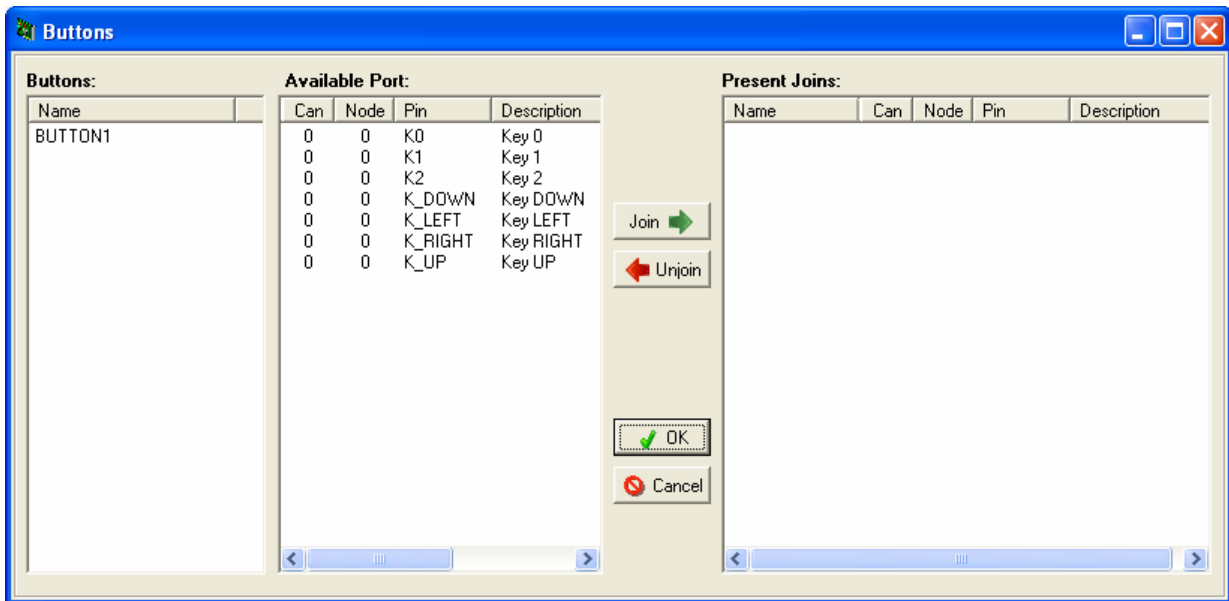 Buttons
Buttons:
Name
BUTTON1
Available Port:
Can Node Pin Description
0 0 K0 Key 0
0 0 K1 Key 1
0 0 K2 Key 2
0 0 K_DOWN Key DOWN
0 0 K_LEFT Key LEFT
0 0 K_RIGHT Key RIGHT
0 0 K_UP Key UP
Join
Unjoin
OK
Cancel
Present Joins:
Name Can Node Pin Description